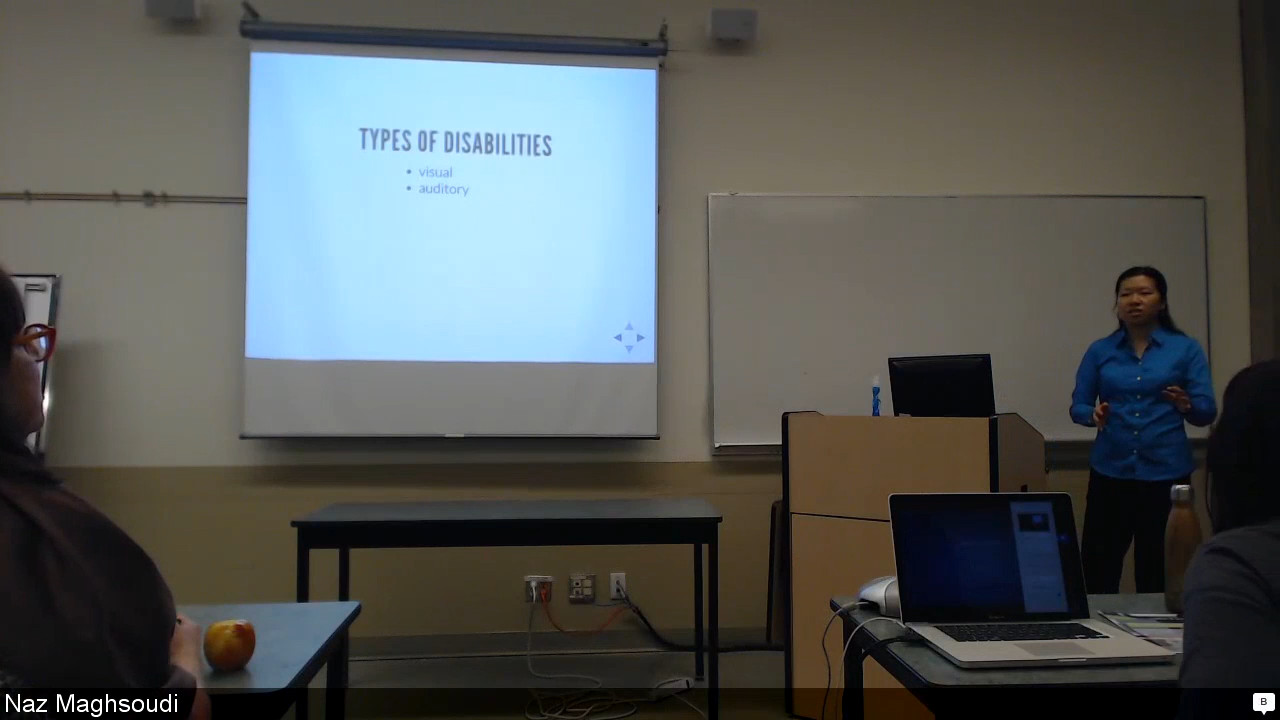 TYPES OF DISABILITIES
• visual
• auditory
Naz Maghsoudi
B